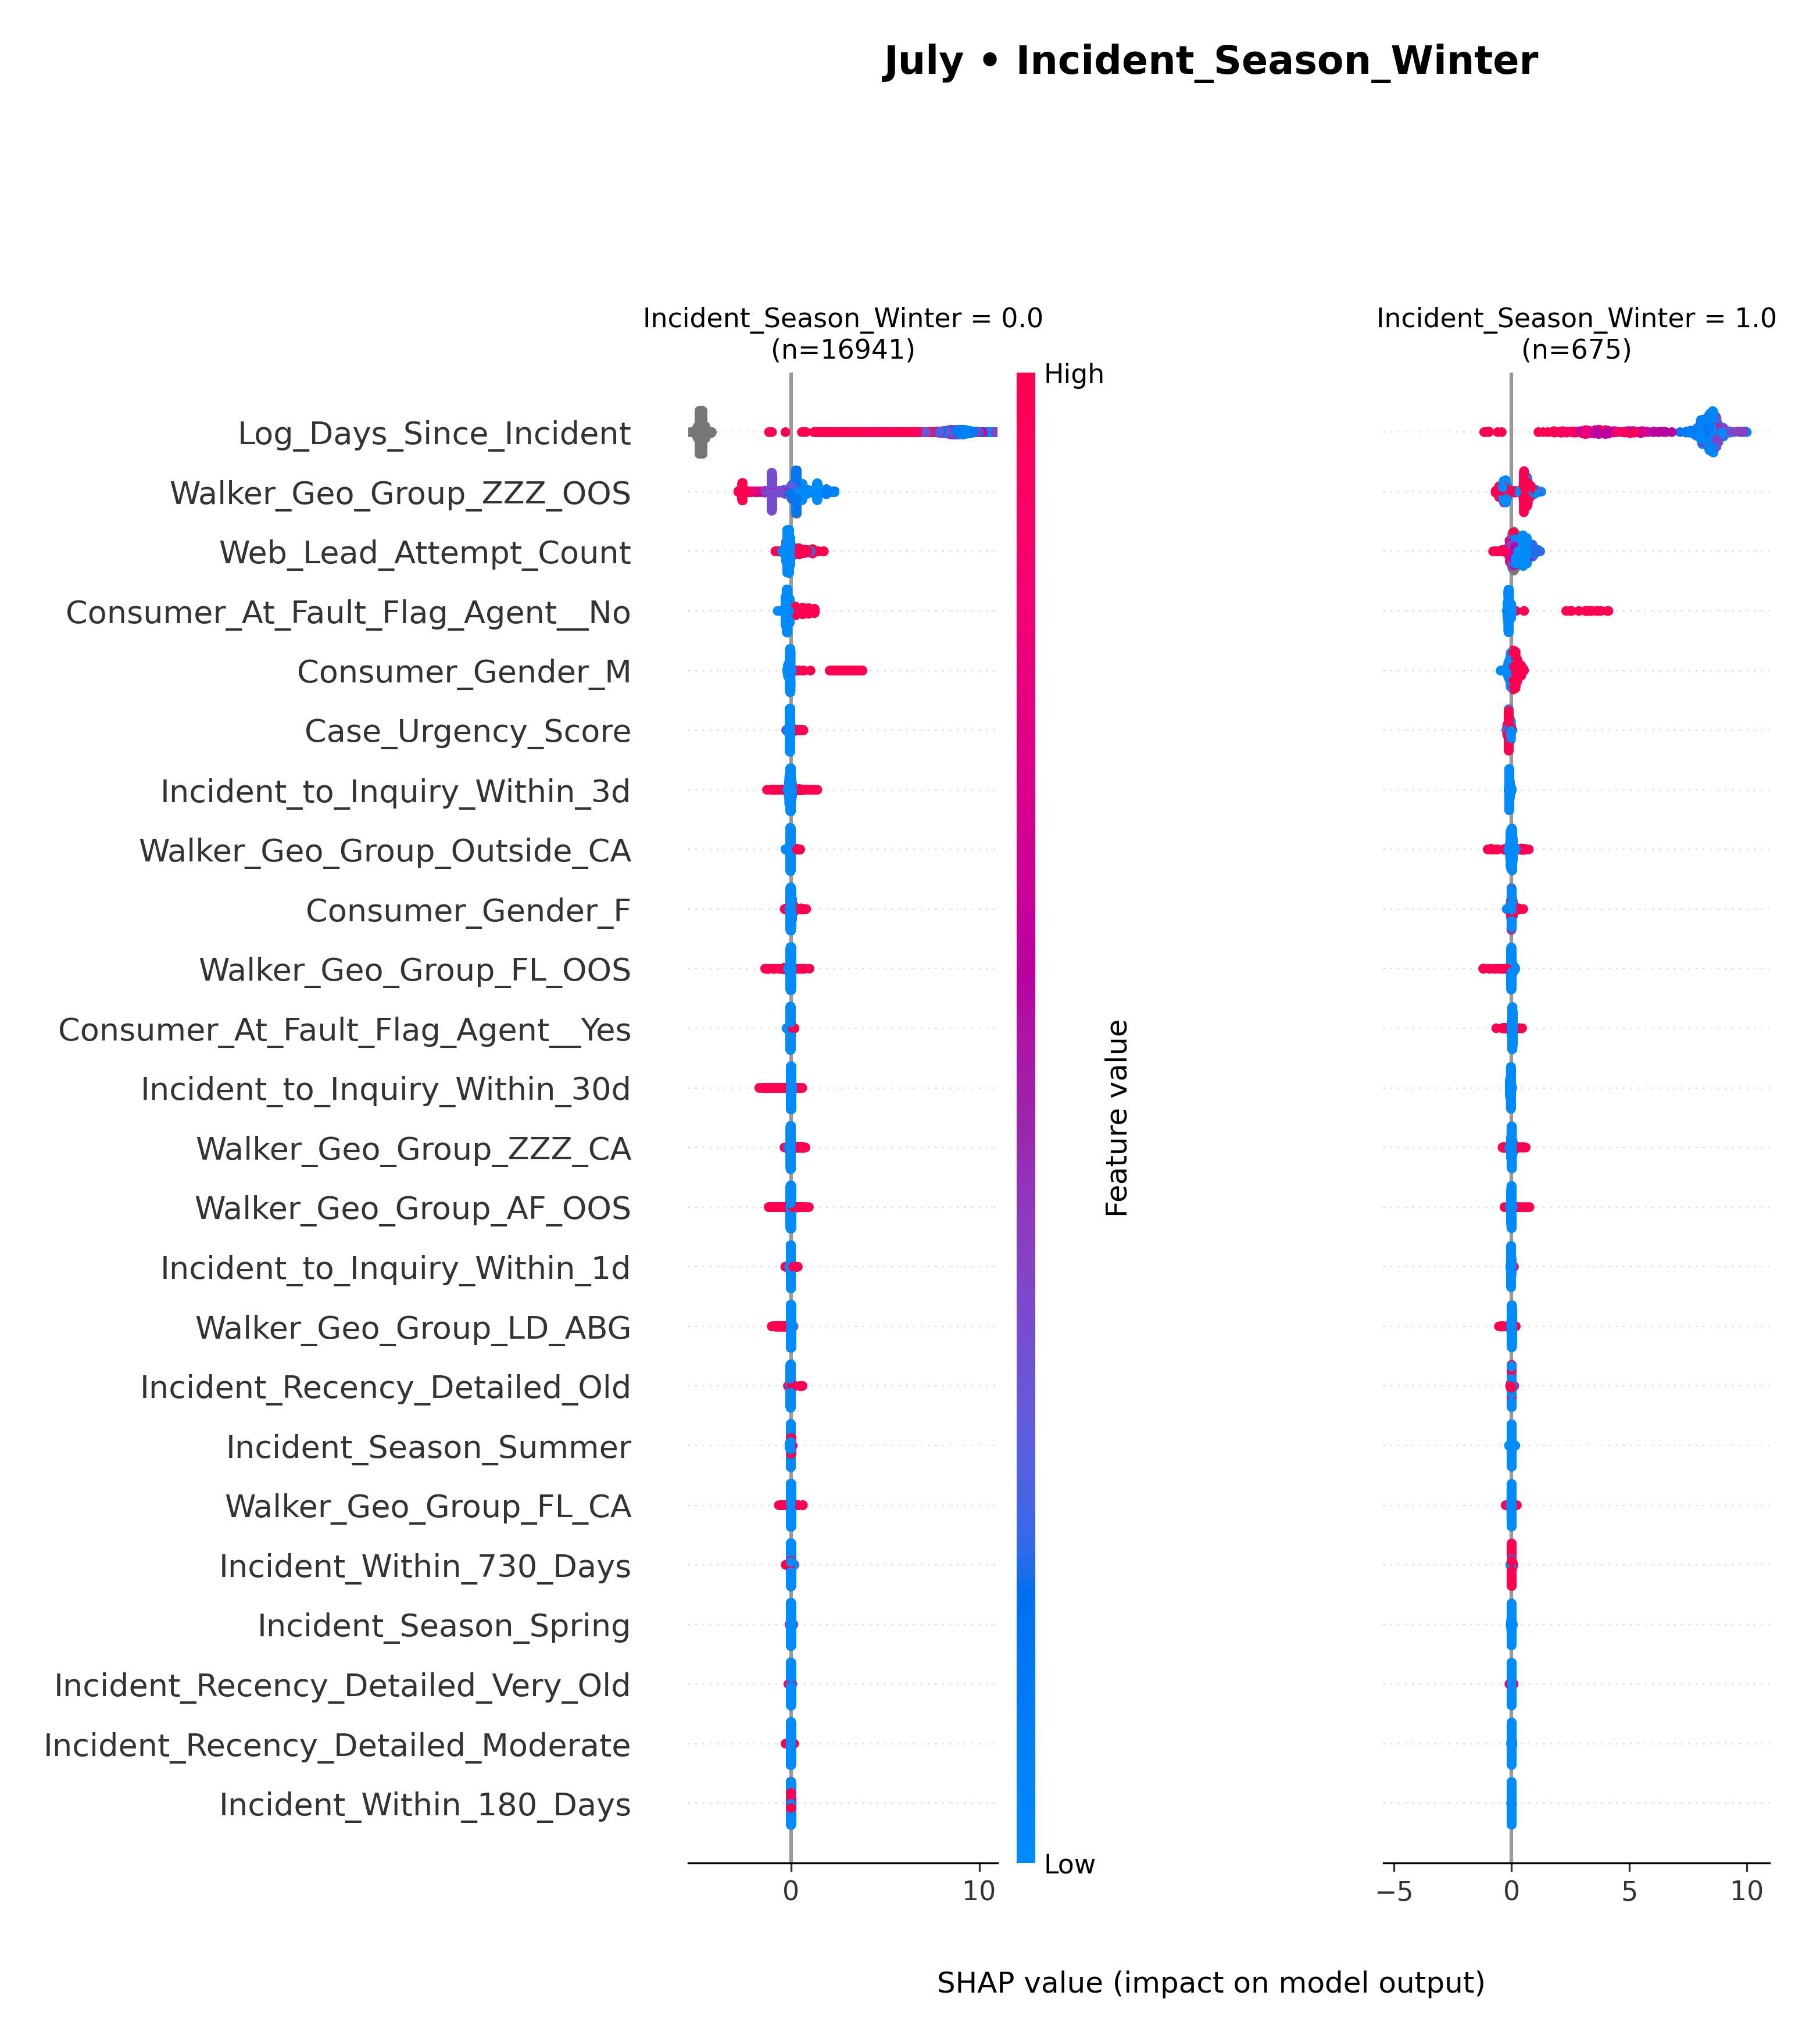 July • Incident_Season_Winter
Incident_Season_Winter = 0.0
(n=16941)
Incident_Season_Winter = 1.0
(n=675)
High
Log_Days_Since_Incident
Walker_Geo_Group_ZZZ_OOS
Web_Lead_Attempt_Count
Consumer_At_Fault_Flag_Agent__No
Consumer_Gender_M
Case_Urgency_Score
Incident_to_Inquiry_Within_3d
Walker_Geo_Group_Outside_CA
Consumer_Gender_F
Walker_Geo_Group_FL_OOS
Consumer_At_Fault_Flag_Agent__Yes
Incident_to_Inquiry_Within_30d
Walker_Geo_Group_ZZZ_CA
Walker_Geo_Group_AF_OOS
Incident_to_Inquiry_Within_1d
Walker_Geo_Group_LD_ABG
Incident_Recency_Detailed_Old
Incident_Season_Summer
Walker_Geo_Group_FL_CA
Incident_Within_730_Days
Incident_Season_Spring
Incident_Recency_Detailed_Very_Old
Incident_Recency_Detailed_Moderate
Incident_Within_180_Days
Feature value
Low
0 10
−5 0 5 10
SHAP value (impact on model output)